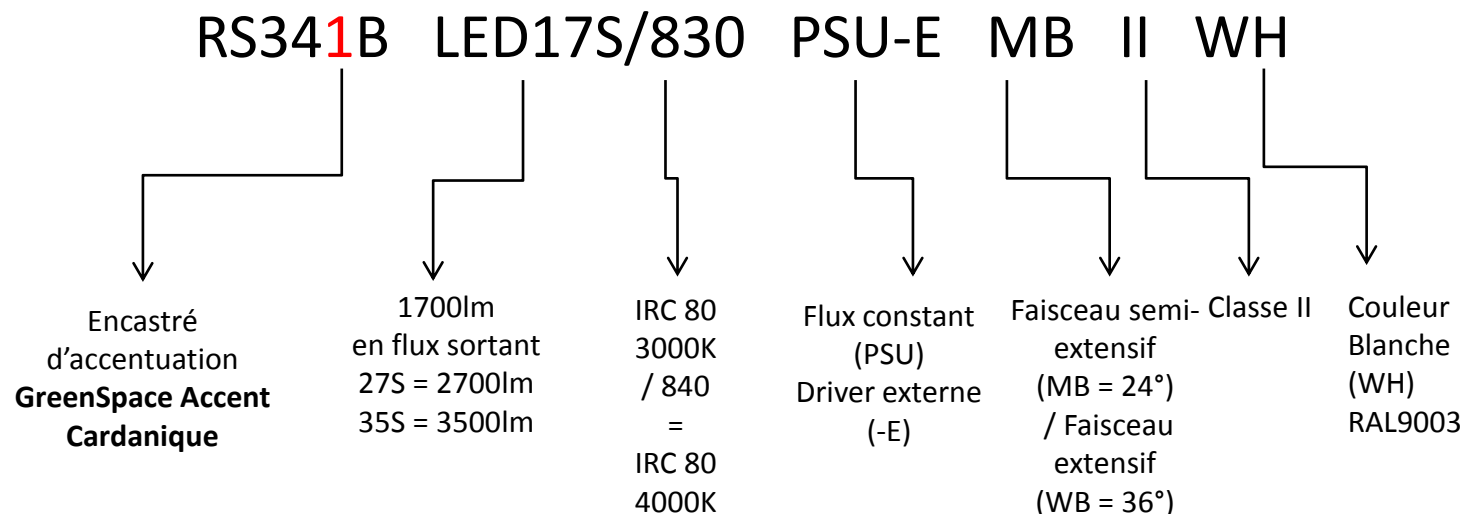 RS341B LED17S/830 PSU-E MB II WH
Encastré
d’accentuation
GreenSpace Accent
Cardanique
1700lm
en flux sortant
27S = 2700lm
35S = 3500lm
IRC 80
3000K
/ 840
=
IRC 80
4000K
Flux constant
(PSU)
Driver externe
(-E)
Faisceau semi-
extensif
(MB = 24°)
/ Faisceau
extensif
(WB = 36°)
Classe II
Couleur
Blanche
(WH)
RAL9003